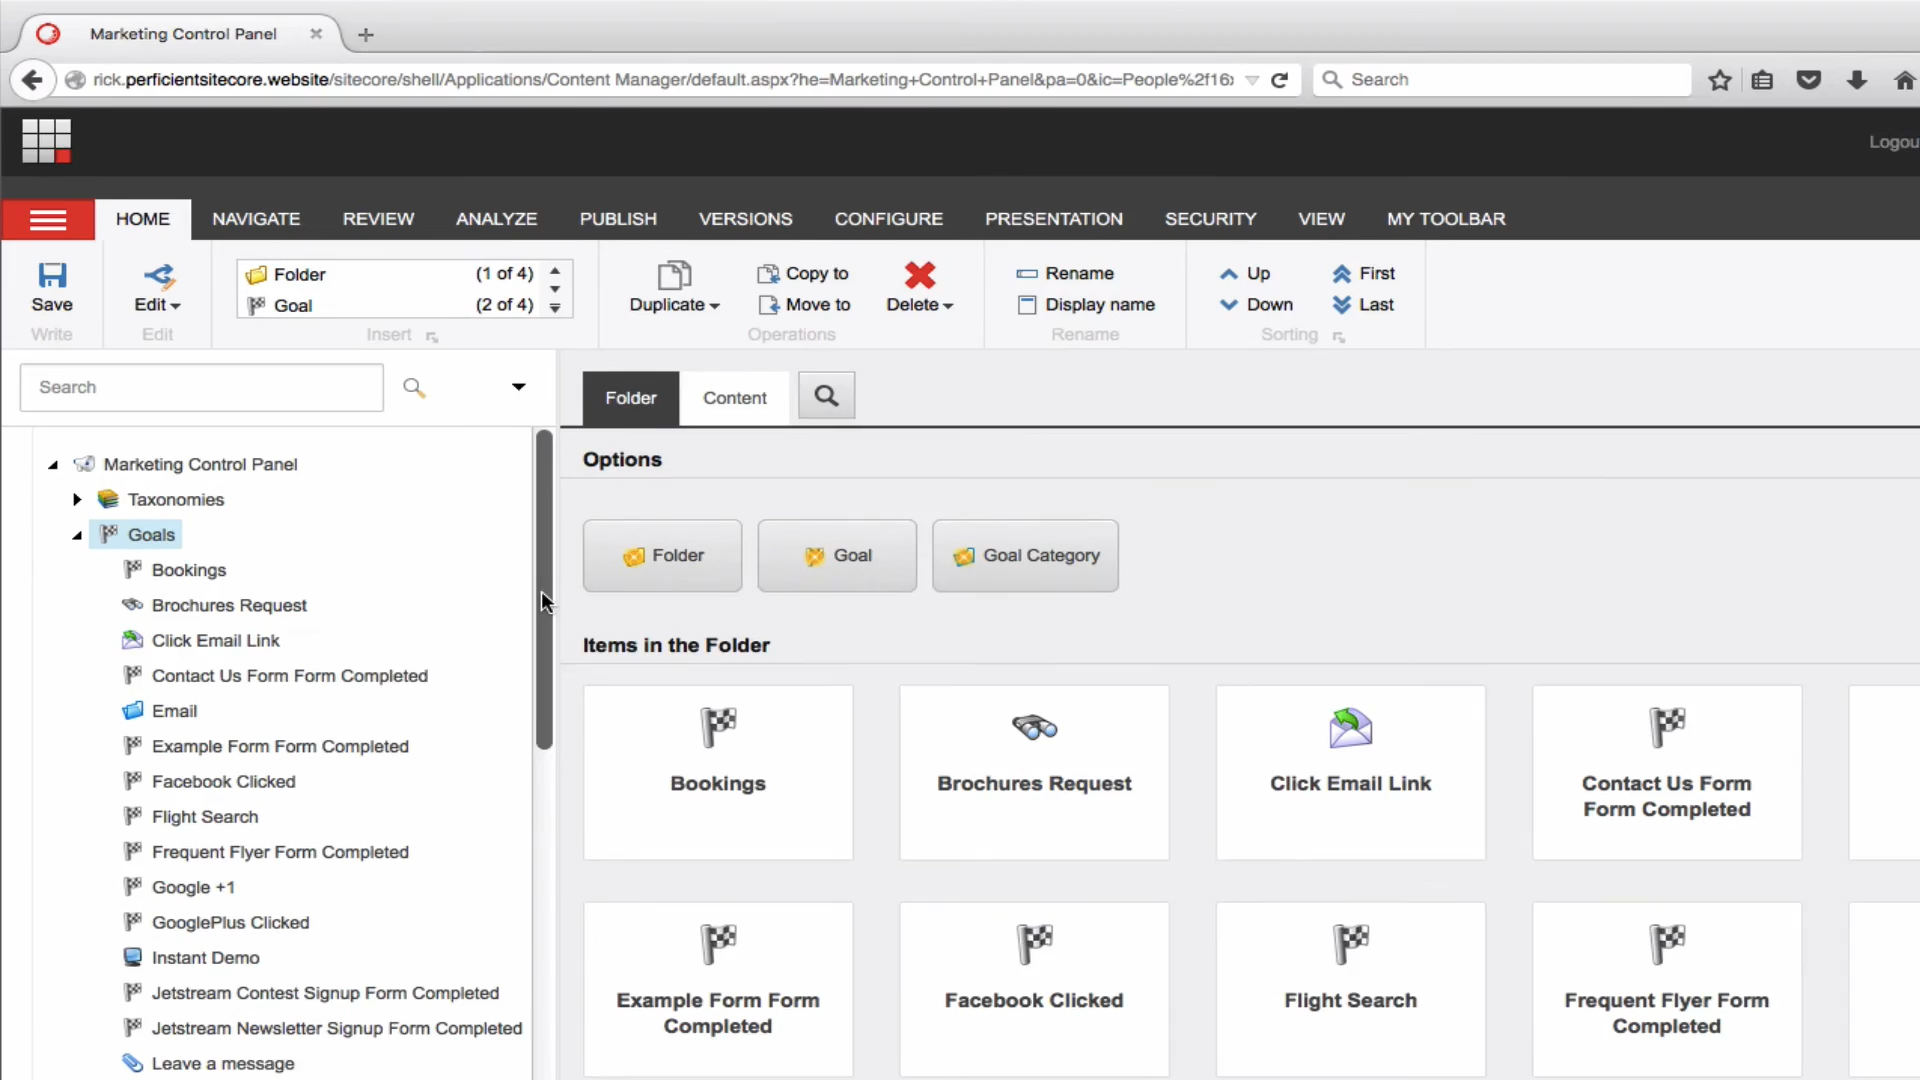 Marketing Control Panel
rick.perficientsitecore.website/sitecore/shell/Applications/Content Manager/default.aspx?he=Marketing+Control+Panel&pa=0&ic=People%2f16
Search
Logou
HOME NAVIGATE REVIEW ANALYZE PUBLISH VERSIONS CONFIGURE PRESENTATION SECURITY VIEW MY TOOLBAR
Save
Write
Edit
Edit
Folder (1 of 4)
Goal (2 of 4)
Insert
Duplicate
Copy to
Move to
Delete
Operations
Rename
Display name
Rename
Up
Down
First
Last
Sorting
Search
Marketing Control Panel
Taxonomies
Goals
Bookings
Brochures Request
Click Email Link
Contact Us Form Form Completed
Email
Example Form Form Completed
Facebook Clicked
Flight Search
Frequent Flyer Form Completed
Google +1
GooglePlus Clicked
Instant Demo
Jetstream Contest Signup Form Completed
Jetstream Newsletter Signup Form Completed
Leave a message
Folder
Content
Options
Folder
Goal
Goal Category
Items in the Folder
Bookings
Brochures Request
Click Email Link
Contact Us Form
Form Completed
Example Form Form
Completed
Facebook Clicked
Flight Search
Frequent Flyer Form
Completed